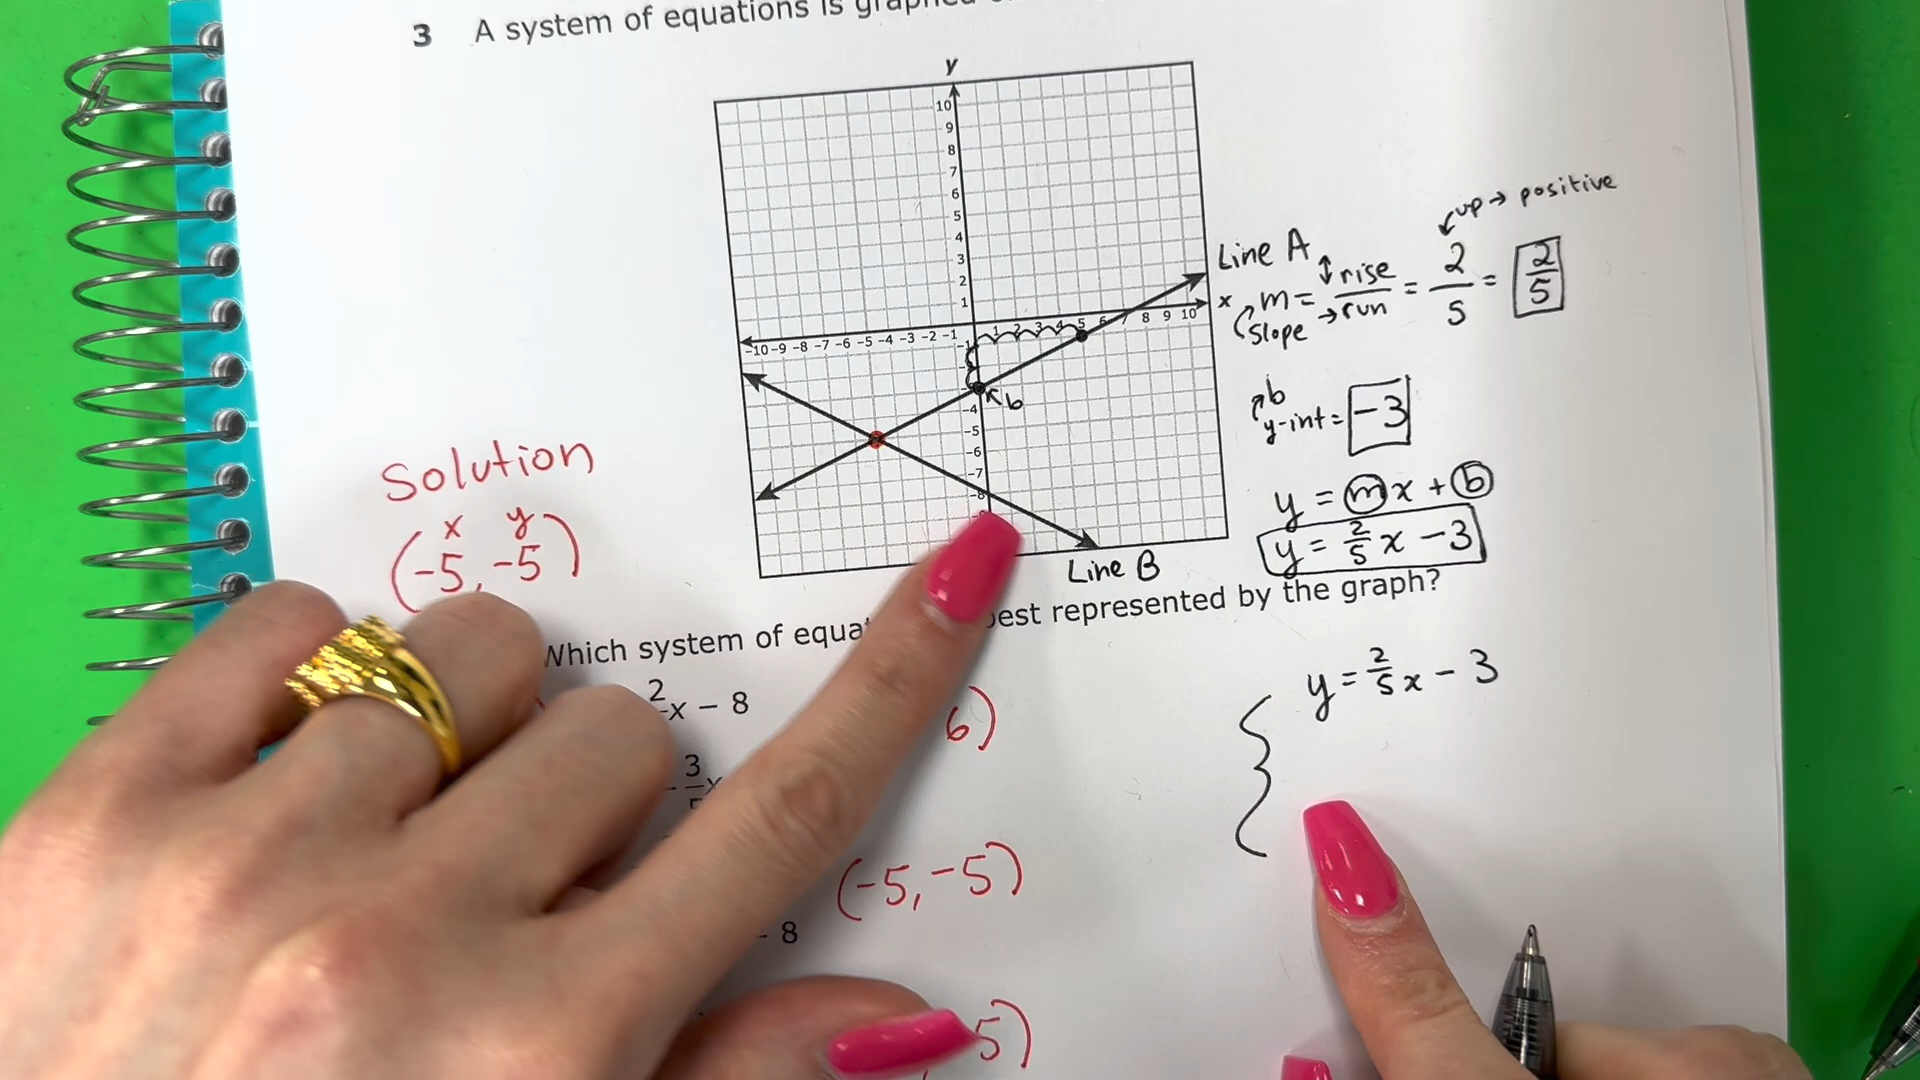 3 A system of equations is
y
10
9
8
7
6
5
4
3
2
1
-10 -9 -8 -7 -6 -5 -4 -3 -2 -1 1 2 3 4 5 6 7 8 9 10 x
-1
-4
-5
-6
-7
-8
b
Line A
Line B
up → positive
m = rise/run = 2/5 = 2/5
slope
b
y-int = -3
y = mx + b
y = 2/5 x - 3
Solution
x y
(-5, -5)
Which system of best represented by the graph?
2
x - 8
6)
3
x
y = 2/5 x - 3
(-5, -5)
- 8
5)